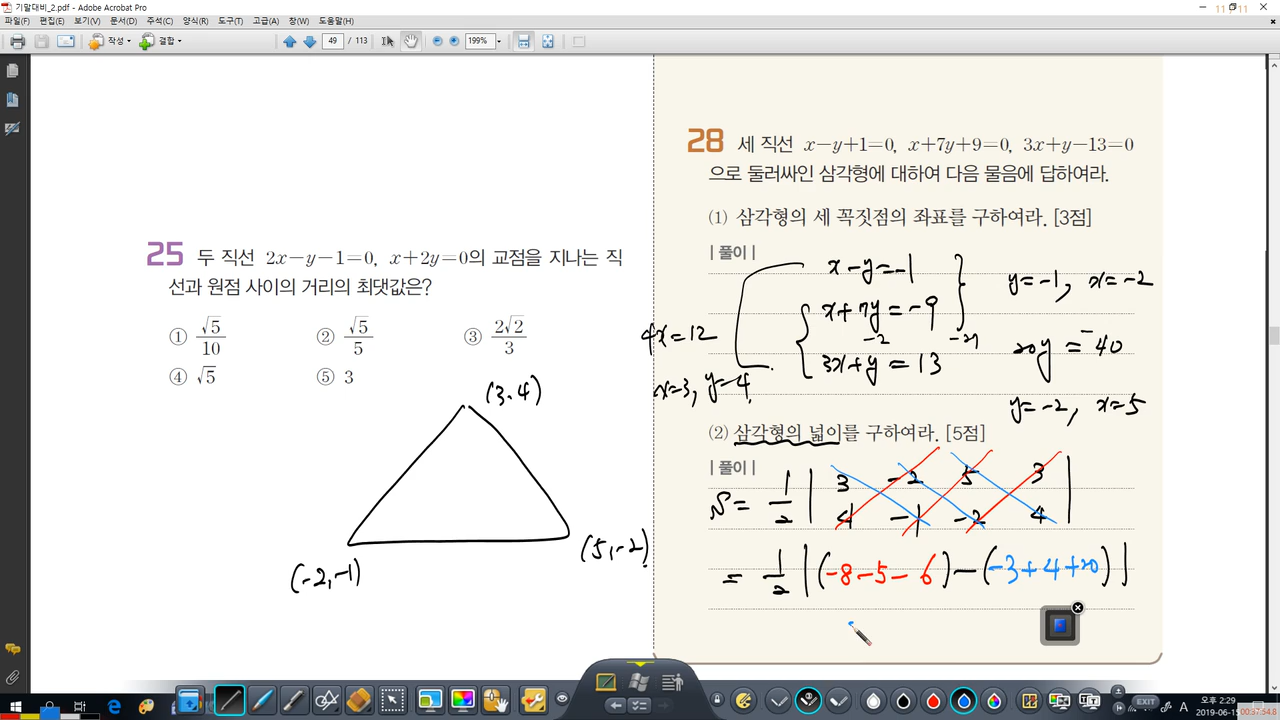 기말대비_2.pdf - Adobe Acrobat Pro
파일(F) 편집(E) 보기(V) 문서(D) 주석(C) 양식(R) 도구(T) 고급(A) 창(W) 도움말(H)
작성 결합 49 / 113 199%
25 두 직선 2x-y-1=0, x+2y=0의 교점을 지나는 직
선과 원점 사이의 거리의 최댓값은?
① √5/10 ② √5/5 ③ 2√2/3
④ √5 ⑤ 3
(3, 4)
(-2, -1)
(5, -2)
28 세 직선 x-y+1=0, x+7y+9=0, 3x+y-13=0
으로 둘러싸인 삼각형에 대하여 다음 물음에 답하여라.
(1) 삼각형의 세 꼭짓점의 좌표를 구하여라. [3점]
| 풀이 |
x-y=-1
x+7y=-9
-2 -27
3x+y=13
4x=12
x=3, y=4
y=-1, x=-2
20y=-40
y=-2, x=5
(2) 삼각형의 넓이를 구하여라. [5점]
| 풀이 |
S = 1/2 | 3 -2 5 3
4 -1 -2 4 |
= 1/2 | (-8-5-6) - (-3+4+20) |
EXIT
A
오후 2:29
2019-06-15
00:37:54.8